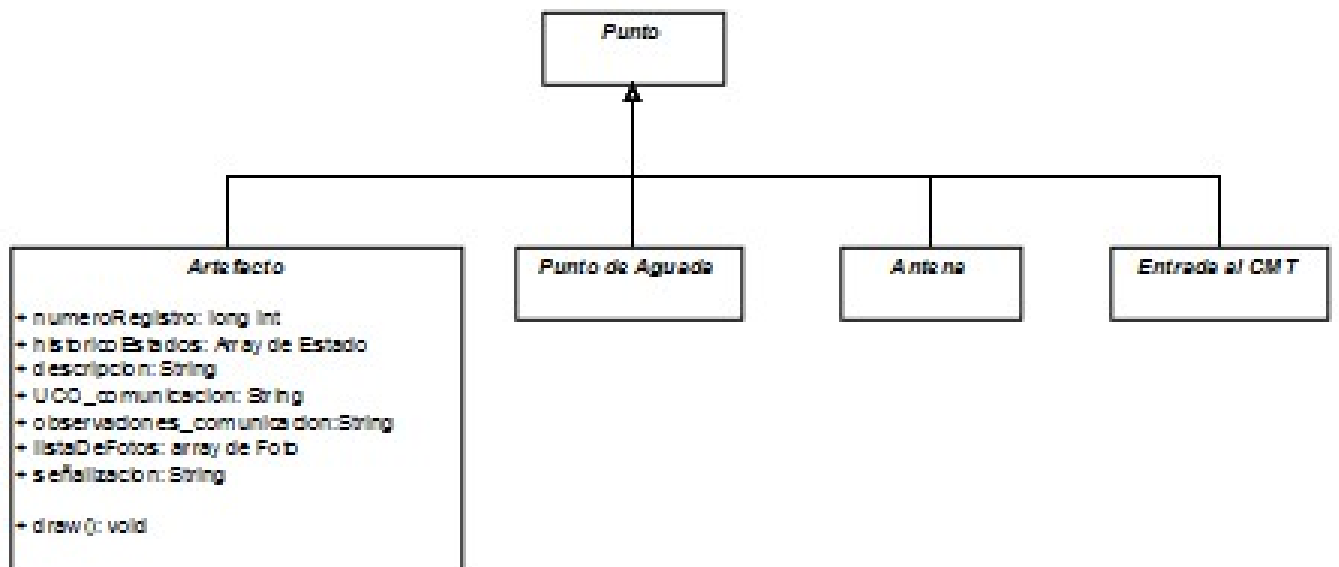 Punto
Artefacto
Punto de Aguada
Antena
Entrada al CMT
+ numeroRegistro: long int
+ historicoEstados: Array de Estado
+ descripcion: String
+ UCO_comunicacion: String
+ observaciones_comunicacion:String
+ listaDeFotos: array de Foto
+ señalizacion: String
+ draw(): void